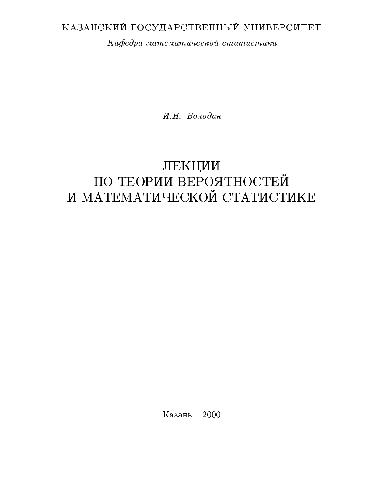 КАЗАНСКИЙ ГОСУДАРСТВЕННЫЙ УНИВЕРСИТЕТ
Кафедра математической статистики
И.Н. Володин
ЛЕКЦИИ
ПО ТЕОРИИ ВЕРОЯТНОСТЕЙ
И МАТЕМАТИЧЕСКОЙ СТАТИСТИКЕ
Казань 2000